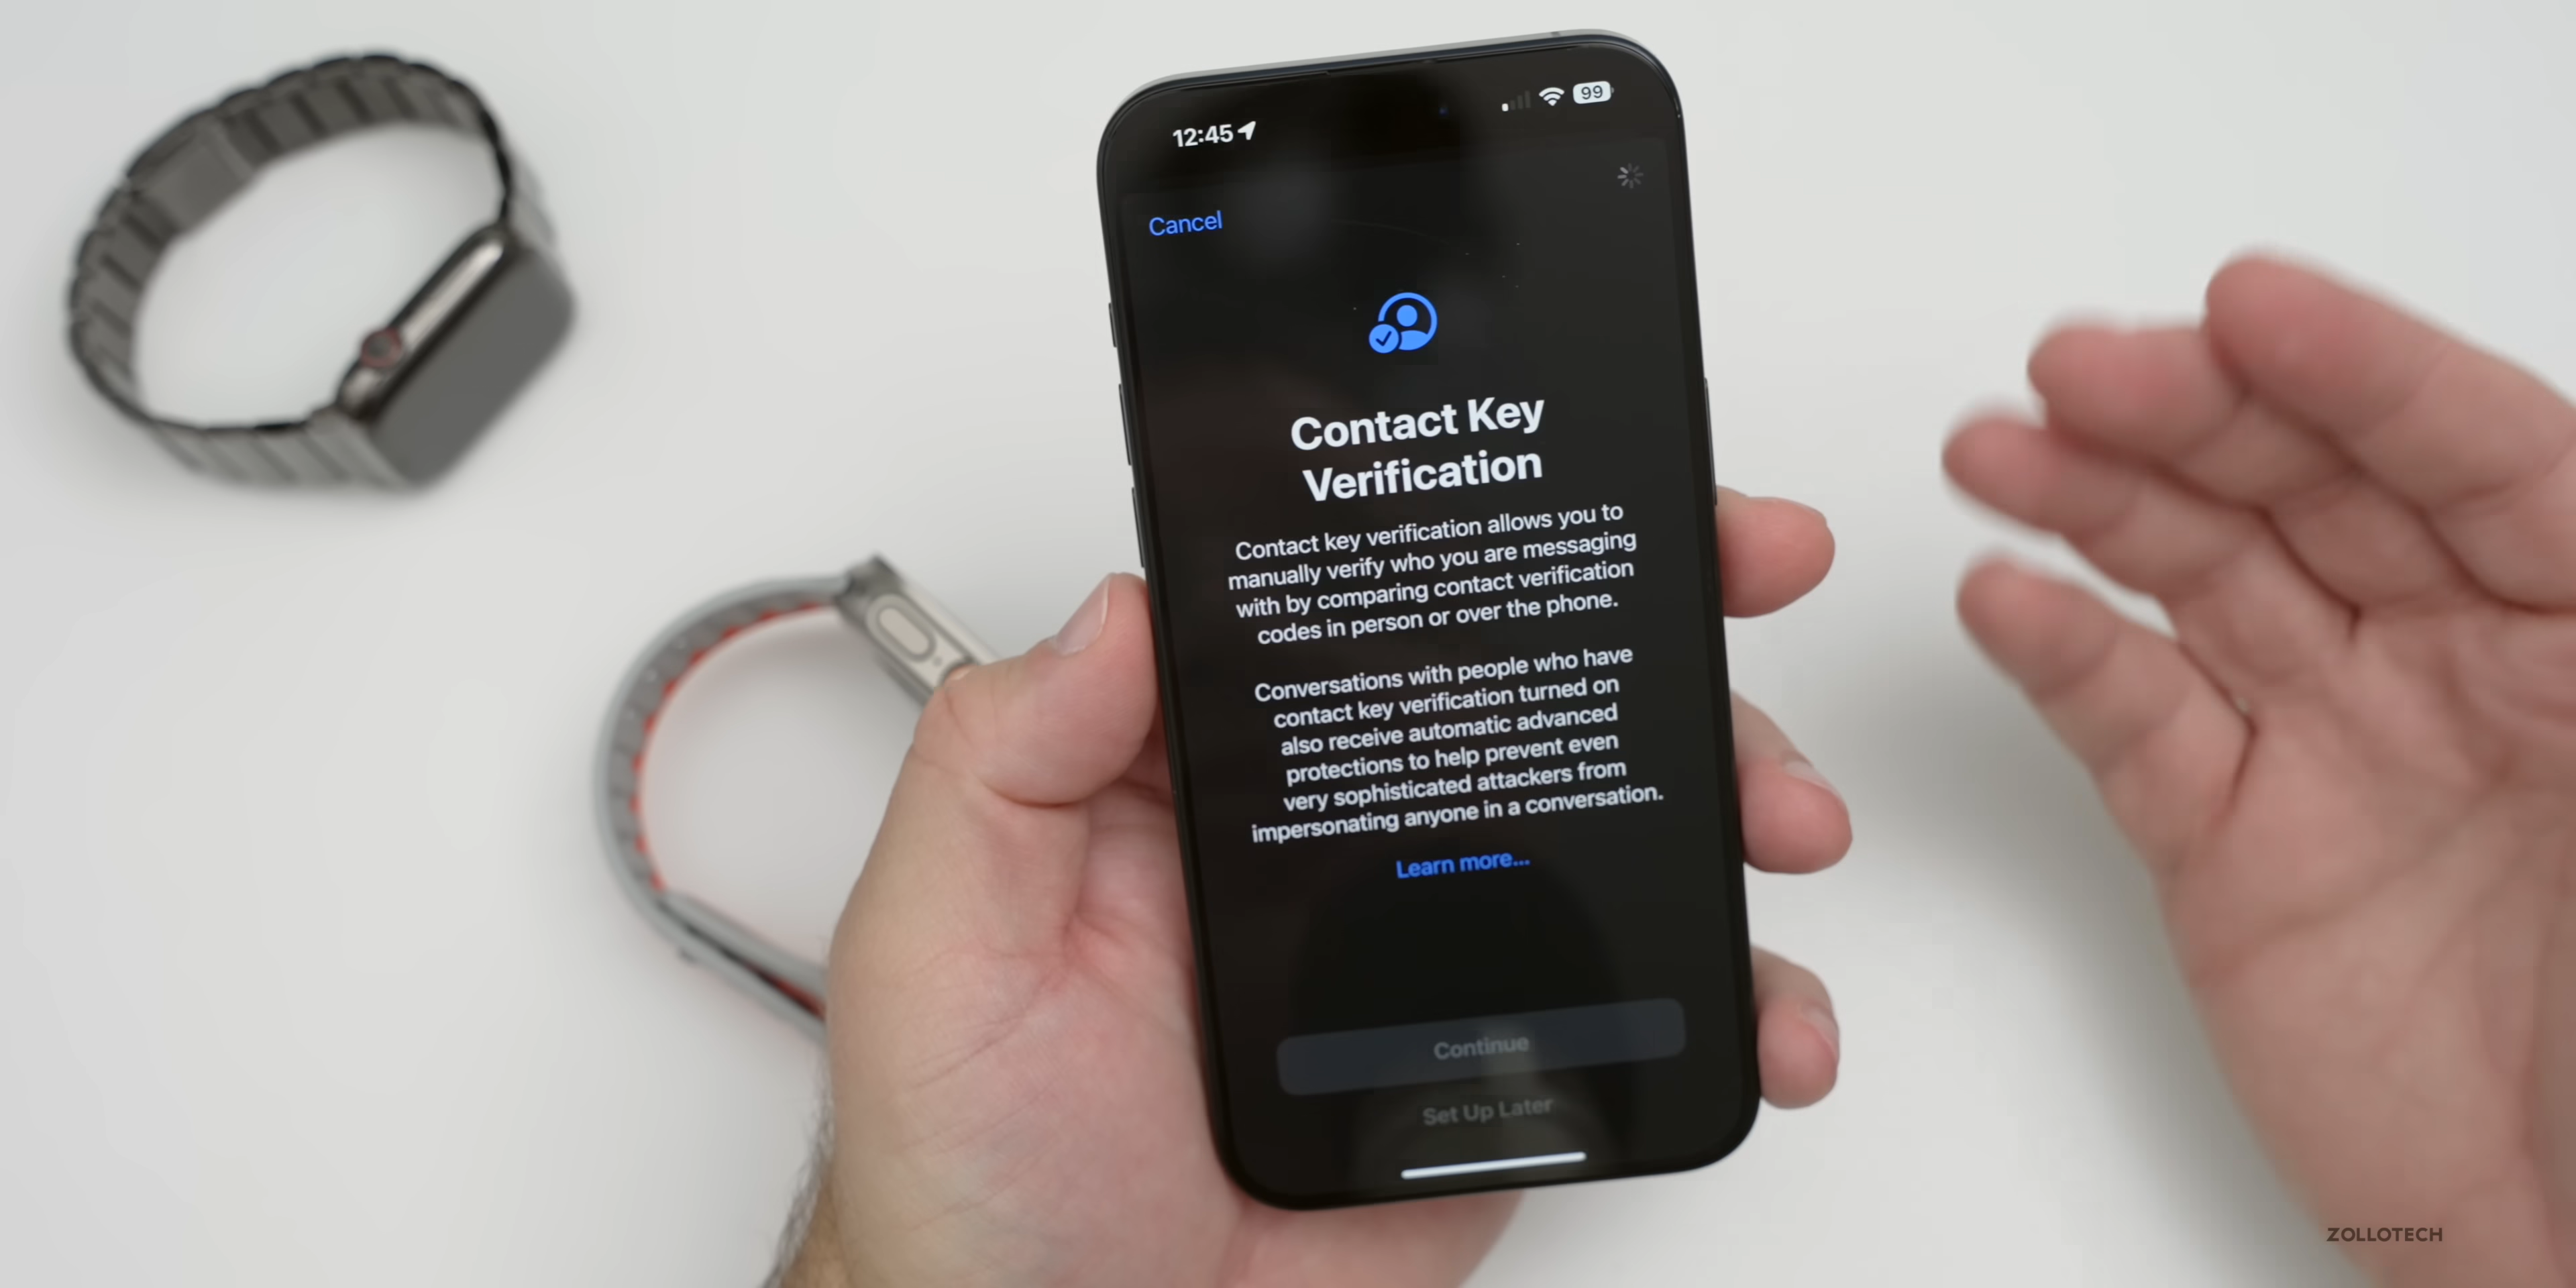 12:45
99
Cancel
Contact Key
Verification
Contact key verification allows you to
manually verify who you are messaging
with by comparing contact verification
codes in person or over the phone.
Conversations with people who have
contact key verification turned on
also receive automatic advanced
protections to help prevent even
very sophisticated attackers from
impersonating anyone in a conversation.
Learn more...
Continue
Set Up Later
ZOLLOTECH